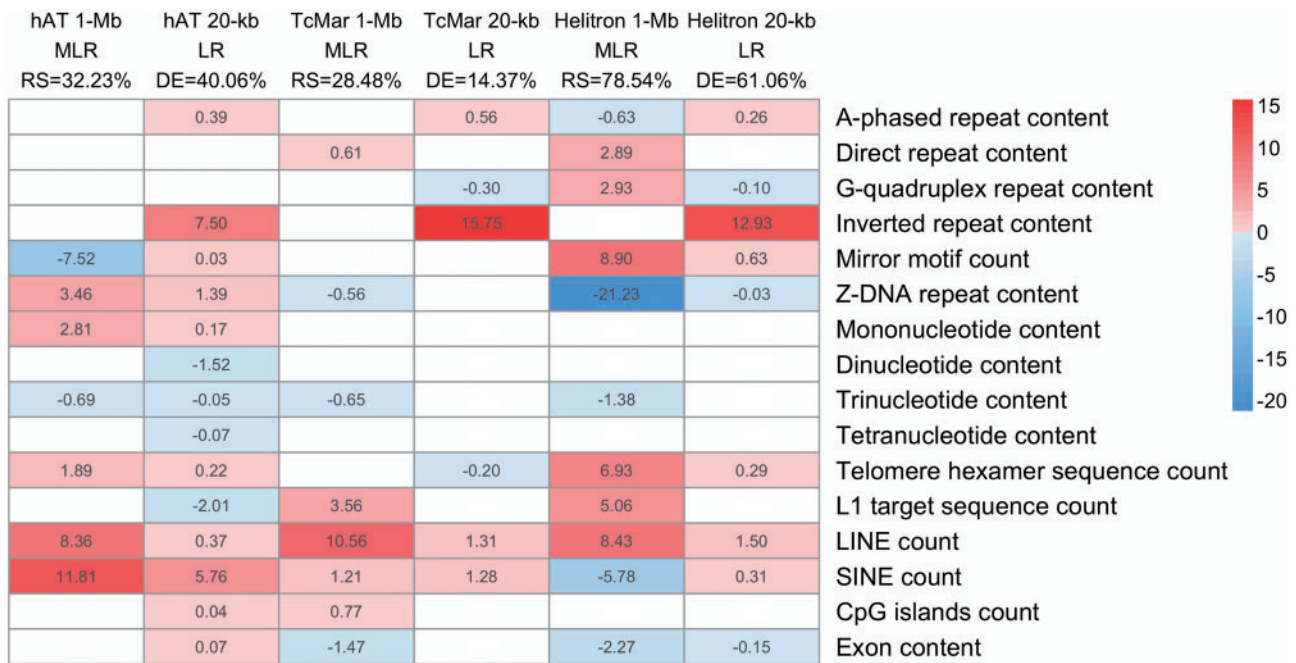 hAT 1-Mb hAT 20-kb TcMar 1-Mb TcMar 20-kb Helitron 1-Mb Helitron 20-kb
MLR LR MLR LR MLR LR
RS=32.23% DE=40.06% RS=28.48% DE=14.37% RS=78.54% DE=61.06%
0.39 0.56 -0.63 0.26 A-phased repeat content
0.61 2.89 Direct repeat content
-0.30 2.93 -0.10 G-quadruplex repeat content
7.50 15.75 12.93 Inverted repeat content
-7.52 0.03 8.90 0.63 Mirror motif count
3.46 1.39 -0.56 -21.23 -0.03 Z-DNA repeat content
2.81 0.17 Mononucleotide content
-1.52 Dinucleotide content
-0.69 -0.05 -0.65 -1.38 Trinucleotide content
-0.07 Tetranucleotide content
1.89 0.22 -0.20 6.93 0.29 Telomere hexamer sequence count
-2.01 3.56 5.06 L1 target sequence count
8.36 0.37 10.56 1.31 8.43 1.50 LINE count
11.81 5.76 1.21 1.28 -5.78 0.31 SINE count
0.04 0.77 CpG islands count
0.07 -1.47 -2.27 -0.15 Exon content
15
10
5
0
-5
-10
-15
-20